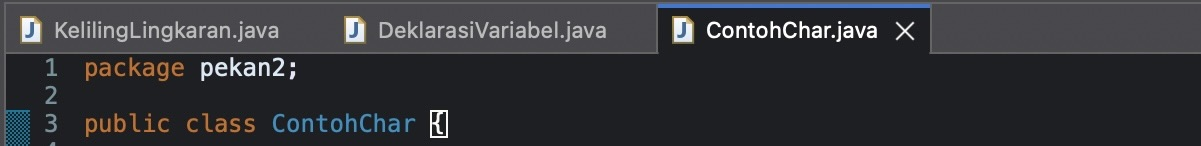 KelilingLingkaran.java DeklarasiVariabel.java ContohChar.java
1 package pekan2;
2
3 public class ContohChar {